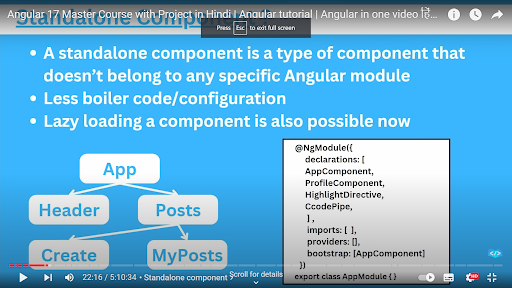 Angular 17 Master Course with Project in Hindi | Angular tutorial | Angular in one video
Standalone Component
Press Esc to exit full screen
• A standalone component is a type of component that
doesn't belong to any specific Angular module
• Less boiler code/configuration
• Lazy loading a component is also possible now
App
Header
Posts
Create
MyPosts
@NgModule({
declarations: [
AppComponent,
ProfileComponent,
HighlightDirective,
CcodePipe,
] ,
imports: [ ],
providers: [],
bootstrap: [AppComponent]
})
export class AppModule { }
22:16 / 5:10:34 • Standalone component
Scroll for details
HD